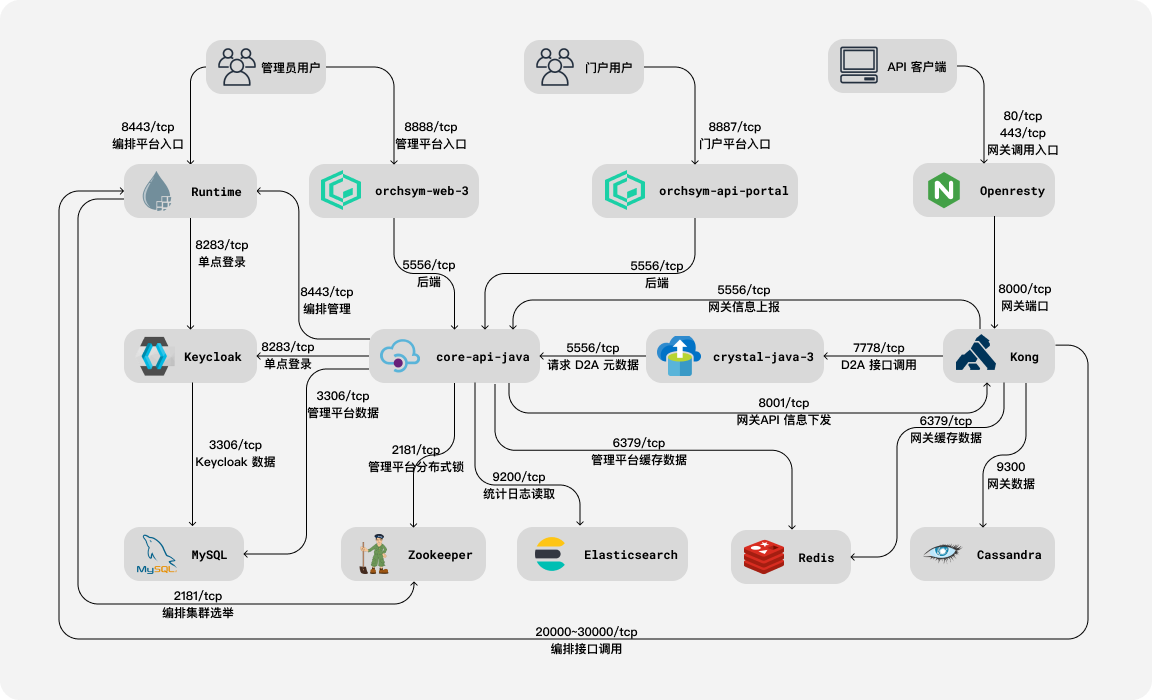 管理员用户
门户用户
API 客户端
8443/tcp
编排平台入口
8888/tcp
管理平台入口
8887/tcp
门户平台入口
80/tcp
443/tcp
网关调用入口
Runtime
orchsym-web-3
orchsym-api-portal
Openresty
8283/tcp
单点登录
5556/tcp
后端
5556/tcp
后端
8443/tcp
编排管理
5556/tcp
网关信息上报
8000/tcp
网关端口
Keycloak
8283/tcp
单点登录
core-api-java
5556/tcp
请求 D2A 元数据
crystal-java-3
7778/tcp
D2A 接口调用
Kong
3306/tcp
管理平台数据
8001/tcp
网关API 信息下发
6379/tcp
网关缓存数据
3306/tcp
Keycloak 数据
2181/tcp
管理平台分布式锁
6379/tcp
管理平台缓存数据
9200/tcp
统计日志读取
9300
网关数据
MySQL
MySQL
Zookeeper
Elasticsearch
Redis
Cassandra
2181/tcp
编排集群选举
20000~30000/tcp
编排接口调用